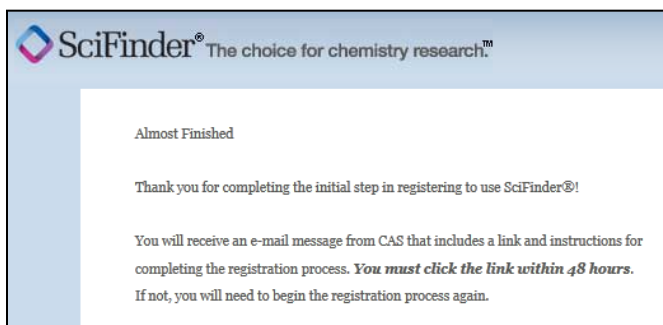 SciFinder® The choice for chemistry research.™
Almost Finished
Thank you for completing the initial step in registering to use SciFinder®!
You will receive an e-mail message from CAS that includes a link and instructions for
completing the registration process. You must click the link within 48 hours.
If not, you will need to begin the registration process again.